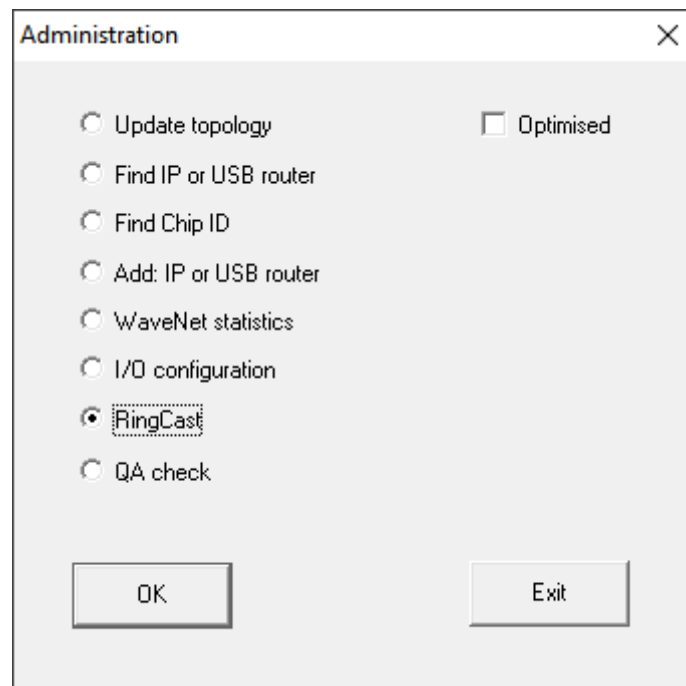 Administration
Update topology
Optimised
Find IP or USB router
Find Chip ID
Add: IP or USB router
WaveNet statistics
I/O configuration
RingCast
QA check
OK
Exit